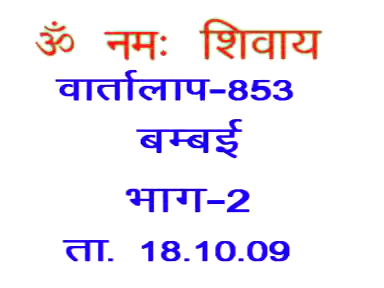 ॐ नमः शिवाय
वार्तालाप-853
बम्बई
भाग-2
ता. 18.10.09